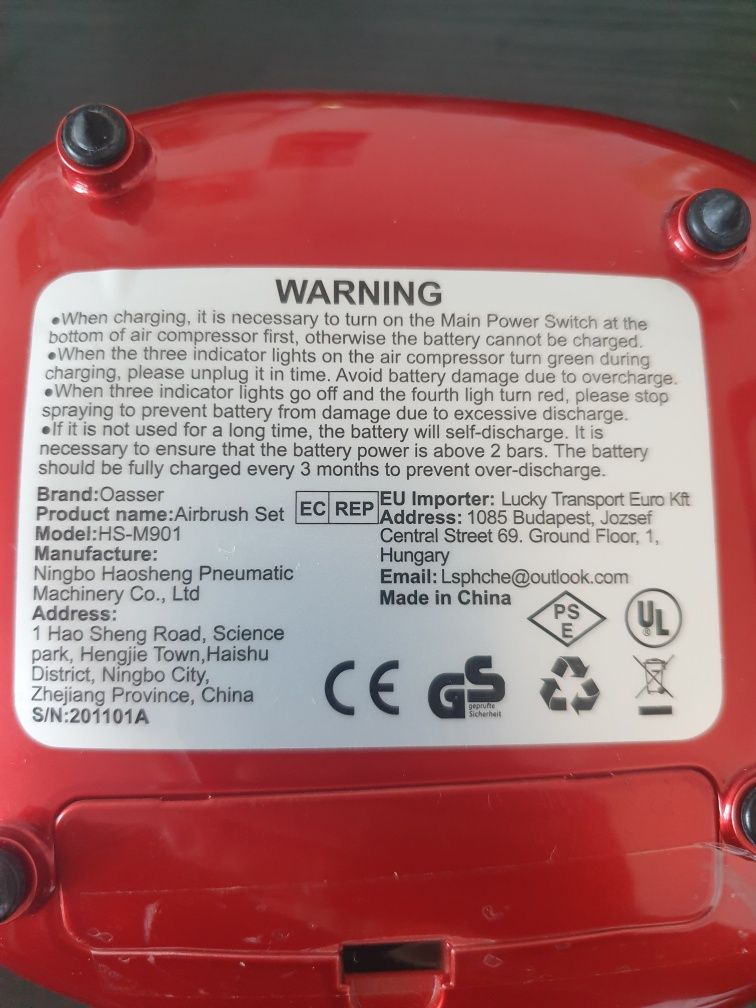 WARNING
•When charging, it is necessary to turn on the Main Power Switch at the
bottom of air compressor first, otherwise the battery cannot be charged.
•When the three indicator lights on the air compressor turn green during
charging, please unplug it in time. Avoid battery damage due to overcharge.
•When three indicator lights go off and the fourth ligh turn red, please stop
spraying to prevent battery from damage due to excessive discharge.
•If it is not used for a long time, the battery will self-discharge. It is
necessary to ensure that the battery power is above 2 bars. The battery
should be fully charged every 3 months to prevent over-discharge.
Brand:Oasser
Product name:Airbrush Set
Model:HS-M901
Manufacture:
Ningbo Haosheng Pneumatic
Machinery Co., Ltd
Address:
1 Hao Sheng Road, Science
park, Hengjie Town,Haishu
District, Ningbo City,
Zhejiang Province, China
S/N:201101A
EC REP
EU Importer: Lucky Transport Euro Kft
Address: 1085 Budapest, Jozsef
Central Street 69. Ground Floor, 1,
Hungary
Email: Lsphche@outlook.com
Made in China
PS
E
UL
®
CE
GS
geprufte
Sicherheit